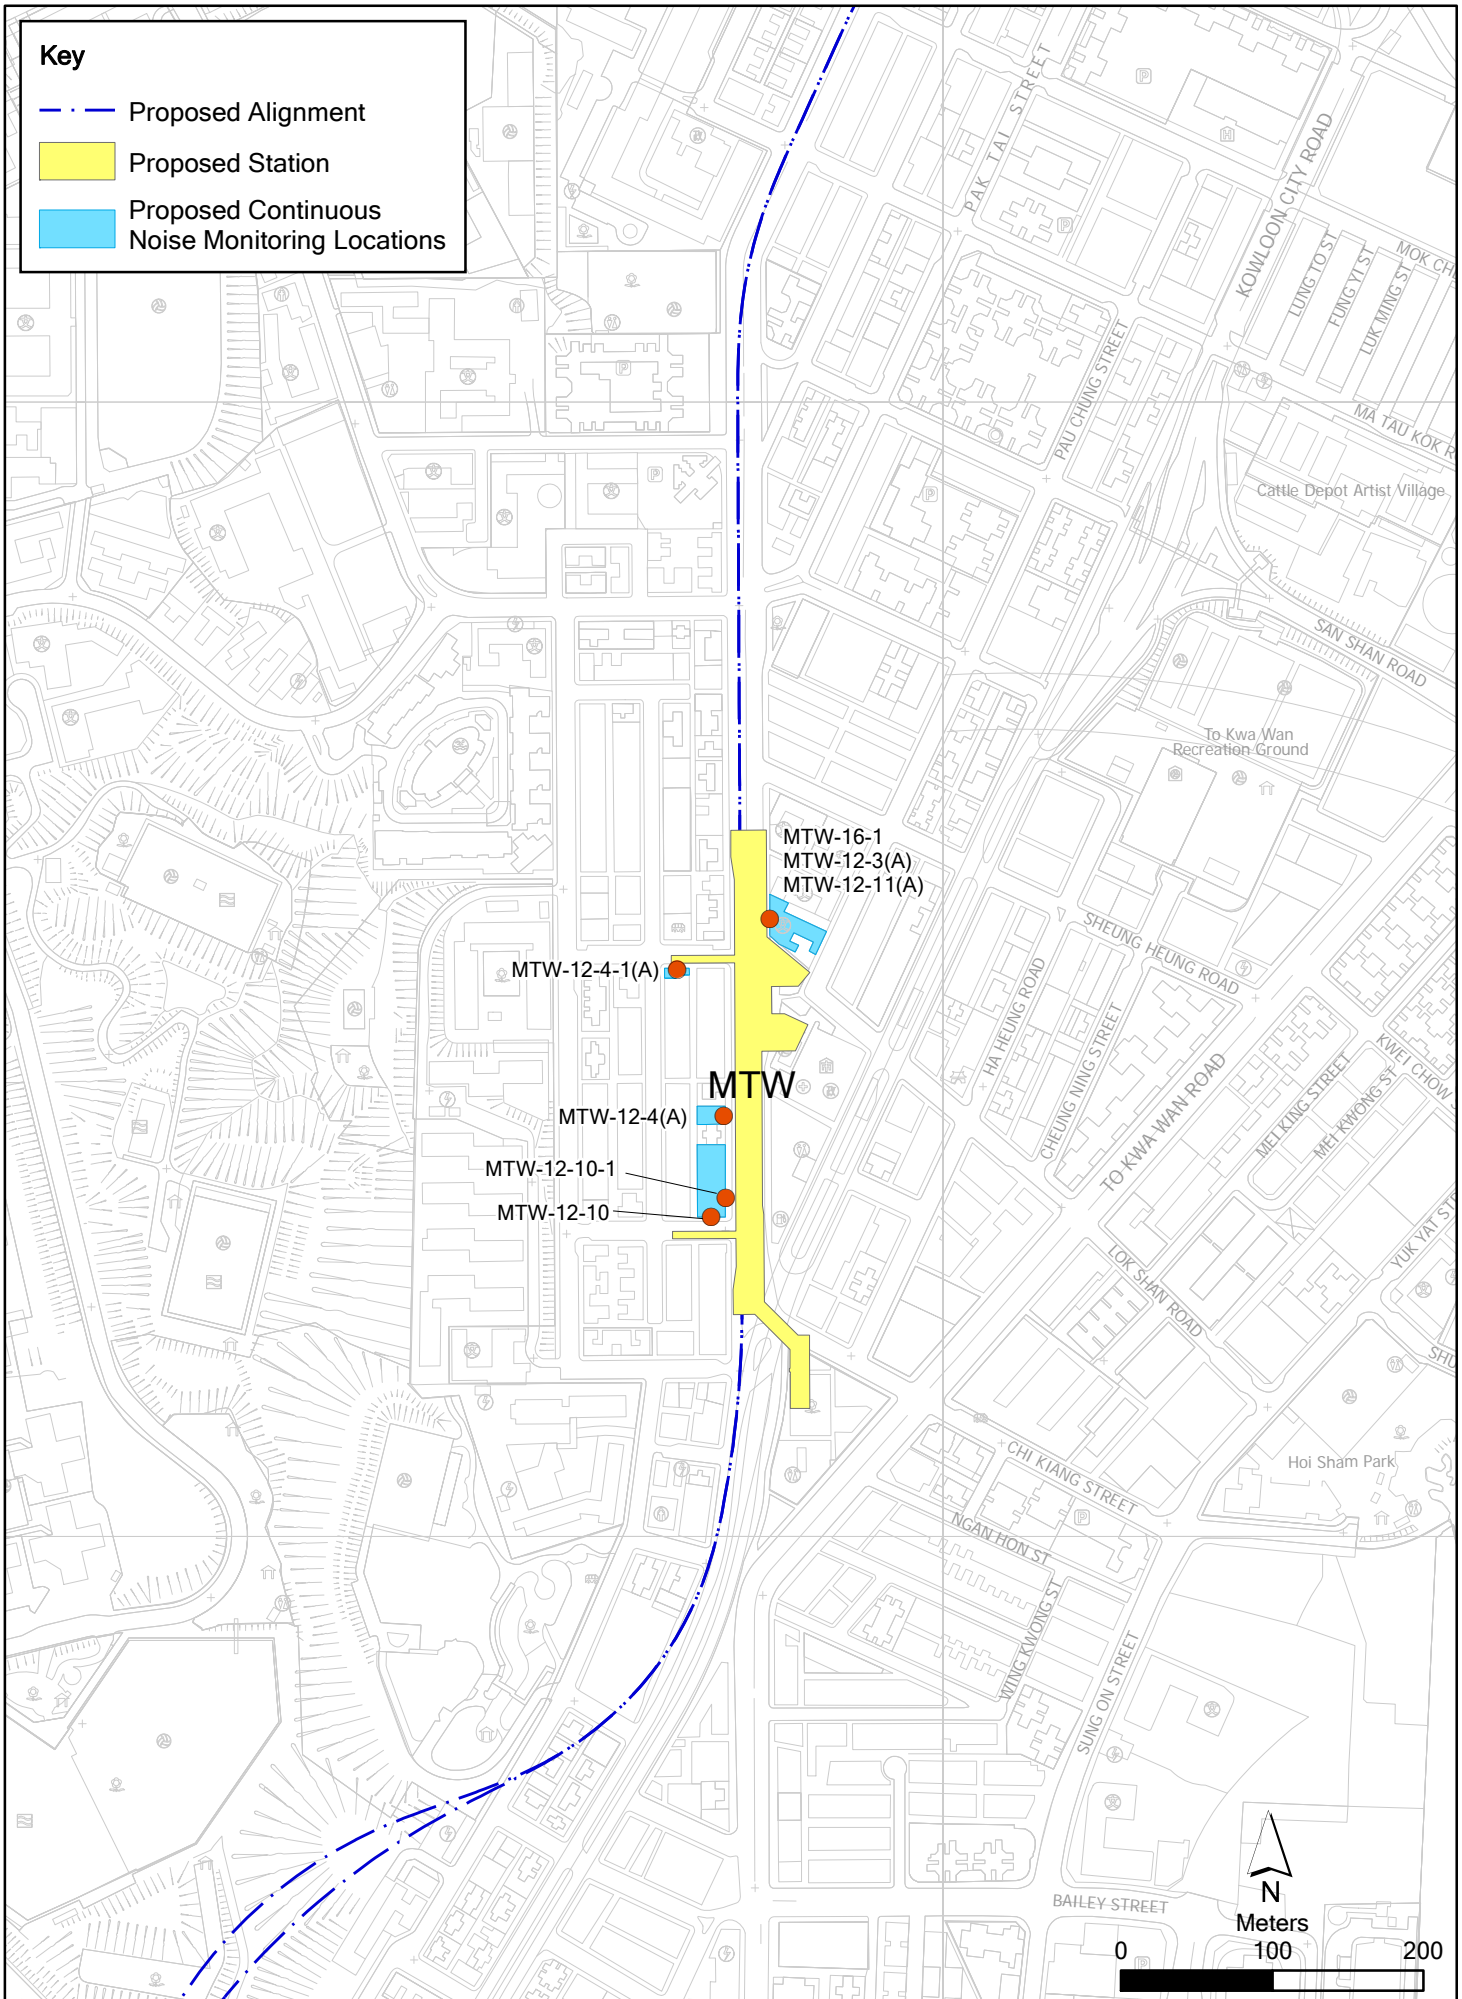 Key
Proposed Alignment
Proposed Station
Proposed Continuous
Noise Monitoring Locations
PAK TAI STREET
KOWLOON CITY ROAD
LUNG TO ST
FUNG YI ST
LUK MING ST
MOK CH
PAU CHUNG STREET
MA TAU KOK R
Cattle Depot Artist Village
SAN SHAN ROAD
To Kwa Wan
Recreation Ground
MTW-16-1
MTW-12-3(A)
MTW-12-11(A)
MTW-12-4-1(A)
SHEUNG HEUNG ROAD
HA HEUNG ROAD
CHEUNG NING STREET
MTW
MTW-12-4(A)
TO KWA WAN ROAD
MEI KING STREET
MEI KWONG ST
KWEI CHOW S
MTW-12-10-1
MTW-12-10
LOK SHAN ROAD
YUK YAT ST
SHU
CHI KIANG STREET
Hoi Sham Park
NGAN HON ST
WING KWONG ST
SUNG ON STREET
BAILEY STREET
N
Meters
0 100 200
P
P
P
P
P
P
H